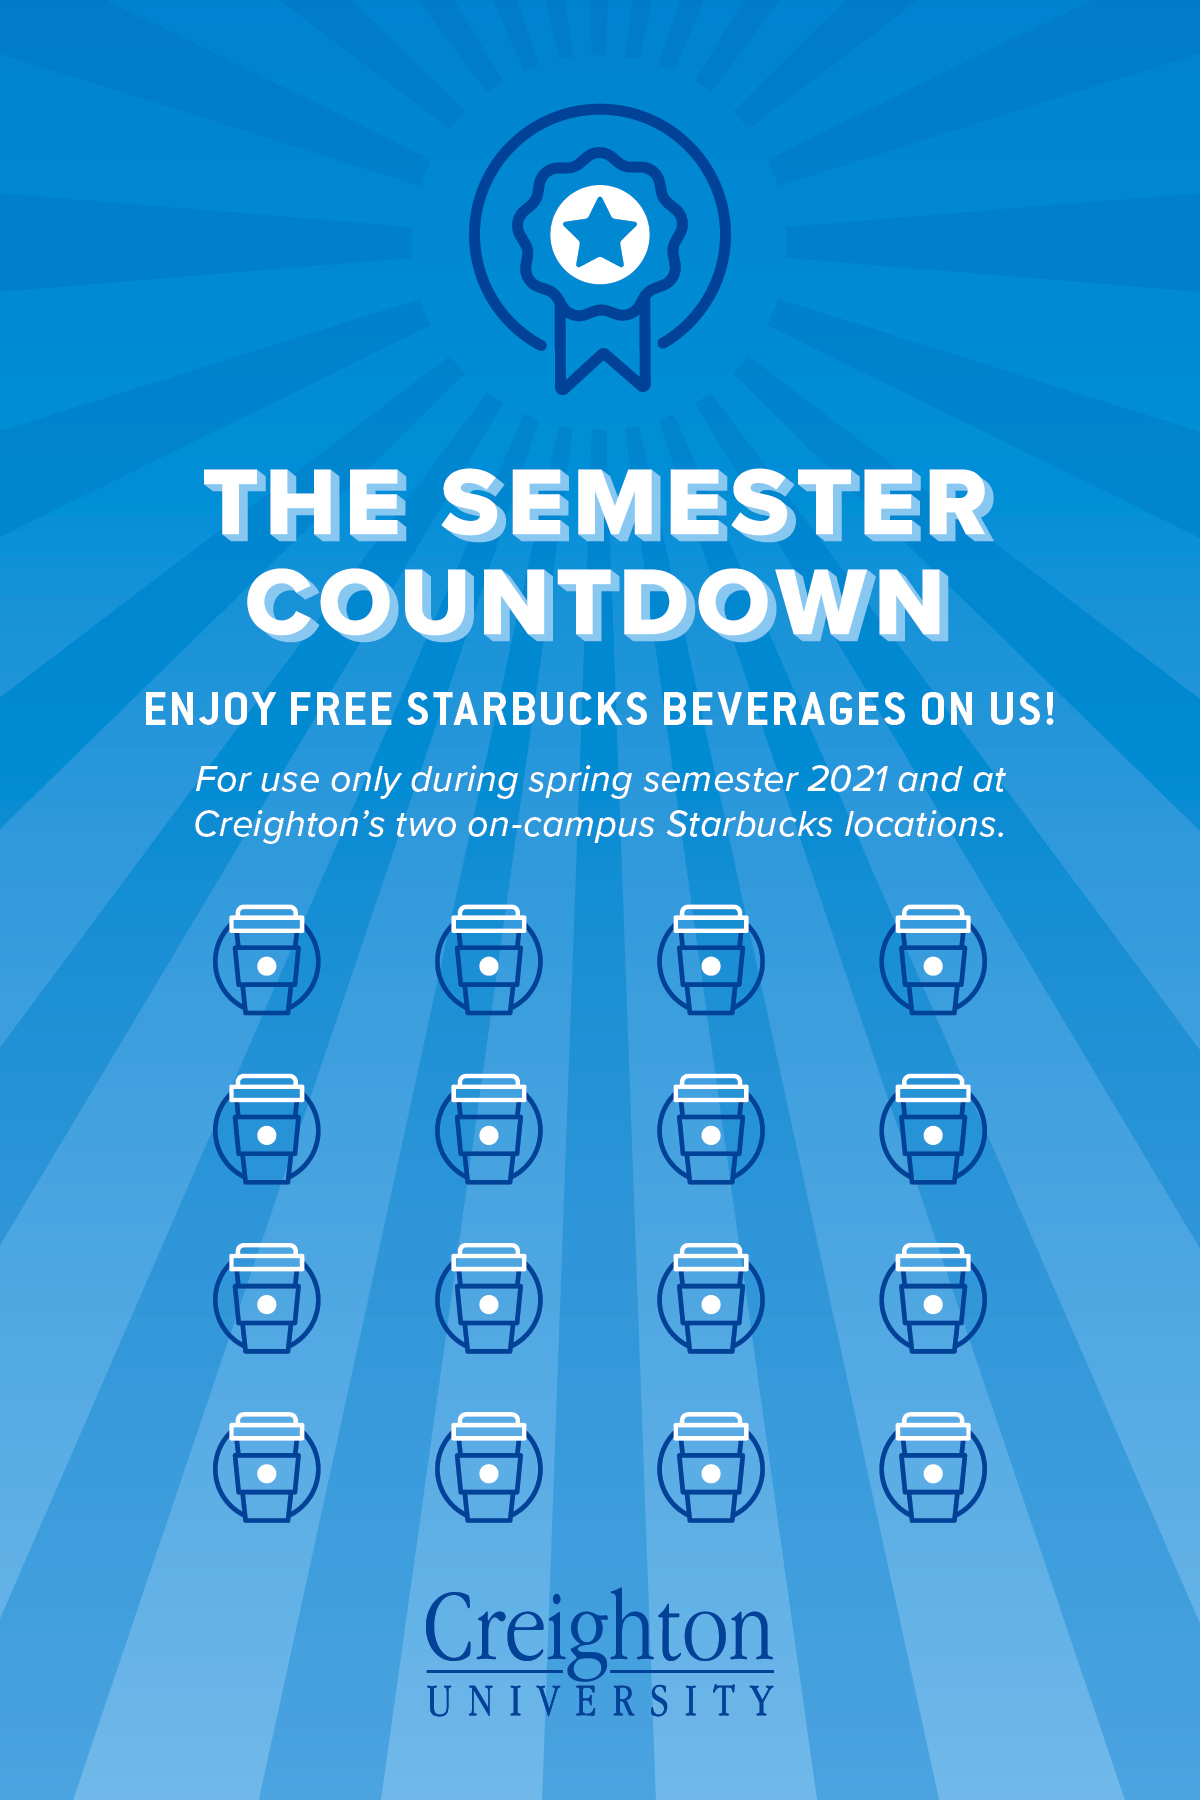 THE SEMESTER
COUNTDOWN
ENJOY FREE STARBUCKS BEVERAGES ON US!
For use only during spring semester 2021 and at
Creighton’s two on-campus Starbucks locations.
Creighton
UNIVERSITY